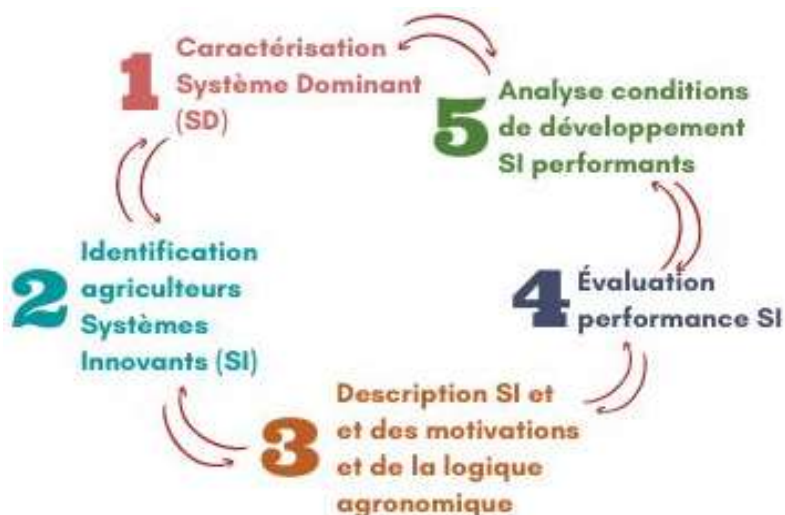 1 Caractérisation
Système Dominant
(SD)
2 Identification
agriculteurs
Systèmes
Innovants (SI)
3 Description SI et
et des motivations
et de la logique
agronomique
4 Évaluation
performance SI
5 Analyse conditions
de développement
SI performants